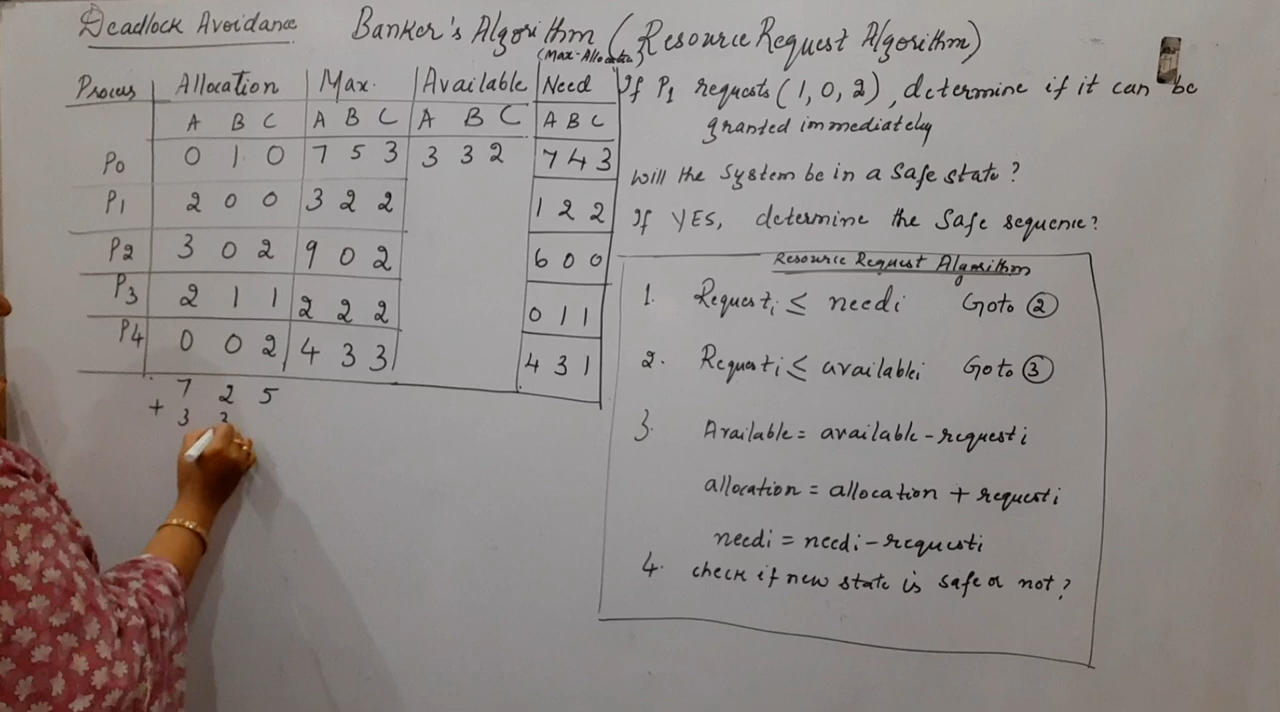 Deadlock Avoidance Banker's Algorithm (Resource Request Algorithm)
(Max-Allocation)
Process Allocation Max. Available Need
A B C A B C A B C A B C
P0 0 1 0 7 5 3 3 3 2 7 4 3
P1 2 0 0 3 2 2 1 2 2
P2 3 0 2 9 0 2 6 0 0
P3 2 1 1 2 2 2 0 1 1
P4 0 0 2 4 3 3 4 3 1
7 2 5
+ 3
If P1 requests (1, 0, 2), determine if it can be
granted immediately
Will the System be in a Safe state?
If YES, determine the Safe sequence?
Resource Request Algorithm
1. Requesti ≤ needi Goto ②
2. Requesti ≤ availablei Goto ③
3. Available = available - requesti
allocation = allocation + requesti
needi = needi - requesti
4. check if new state is safe or not?